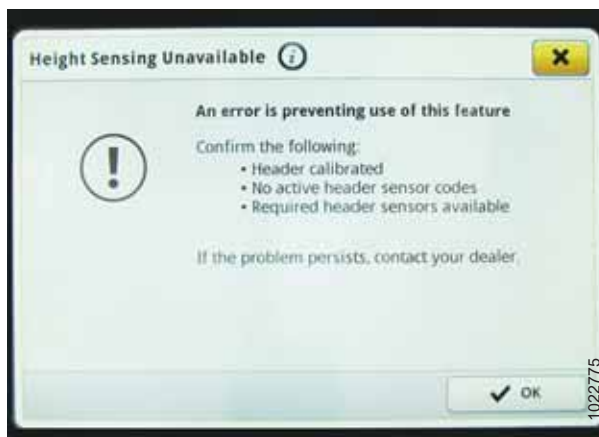 Height Sensing Unavailable i
An error is preventing use of this feature
Confirm the following:
• Header calibrated
• No active header sensor codes
• Required header sensors available
If the problem persists, contact your dealer.
OK
1022775